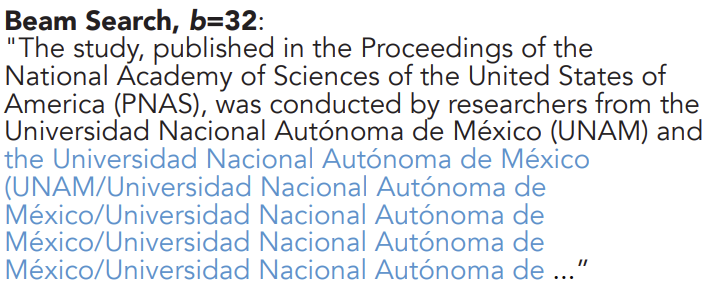 Beam Search, b=32:
"The study, published in the Proceedings of the
National Academy of Sciences of the United States of
America (PNAS), was conducted by researchers from the
Universidad Nacional Autónoma de México (UNAM) and
the Universidad Nacional Autónoma de México
(UNAM/Universidad Nacional Autónoma de
México/Universidad Nacional Autónoma de
México/Universidad Nacional Autónoma de
México/Universidad Nacional Autónoma de ...”